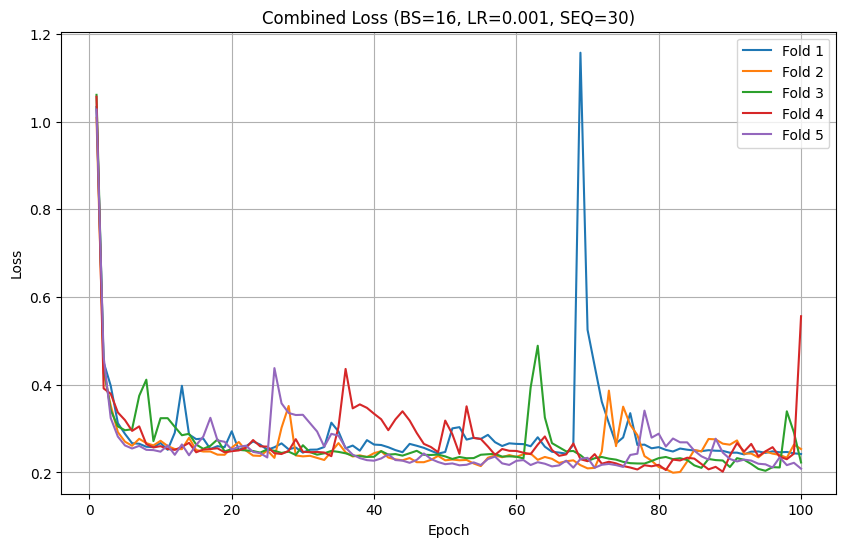 Combined Loss (BS=16, LR=0.001, SEQ=30)
1.2
1.0
0.8
0.6
0.4
0.2
Loss
0
20
40
60
80
100
Epoch
Fold 1
Fold 2
Fold 3
Fold 4
Fold 5